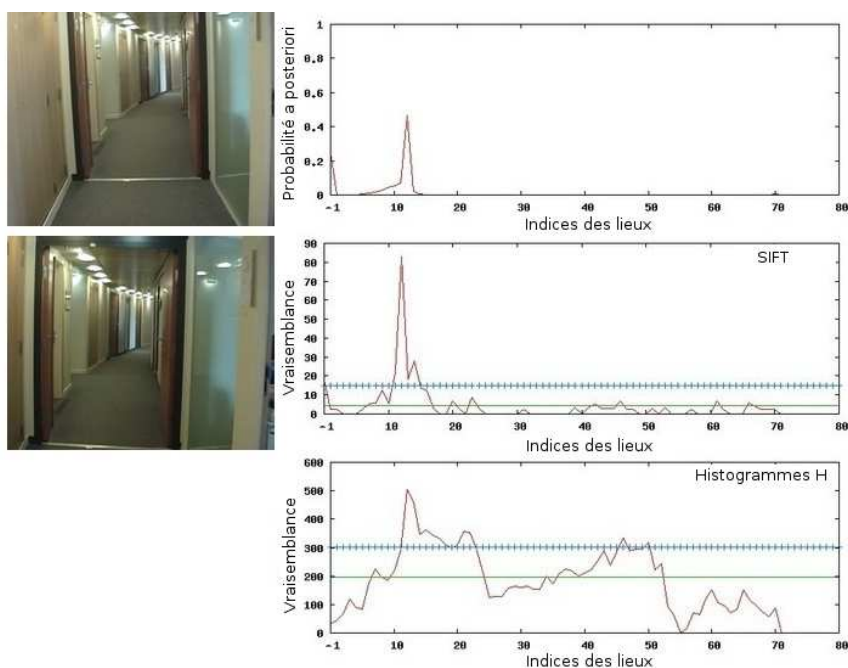 Probabilité a posteriori
1
0.8
0.6
0.4
0.2
0
-1 10 20 30 40 50 60 70 80
Indices des lieux
SIFT
Vraisemblance
90
80
70
60
50
40
30
20
10
0
-1 10 20 30 40 50 60 70 80
Indices des lieux
Histogrammes H
Vraisemblance
600
500
400
300
200
100
0
-1 10 20 30 40 50 60 70 80
Indices des lieux